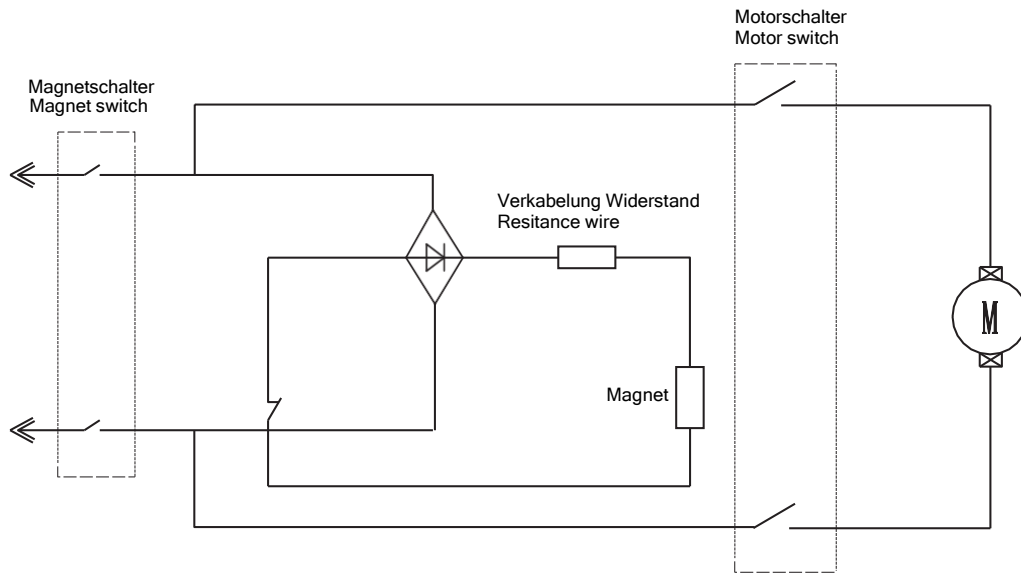 Motorschalter
Motor switch
Magnetschalter
Magnet switch
Verkabelung Widerstand
Resitance wire
M
Magnet